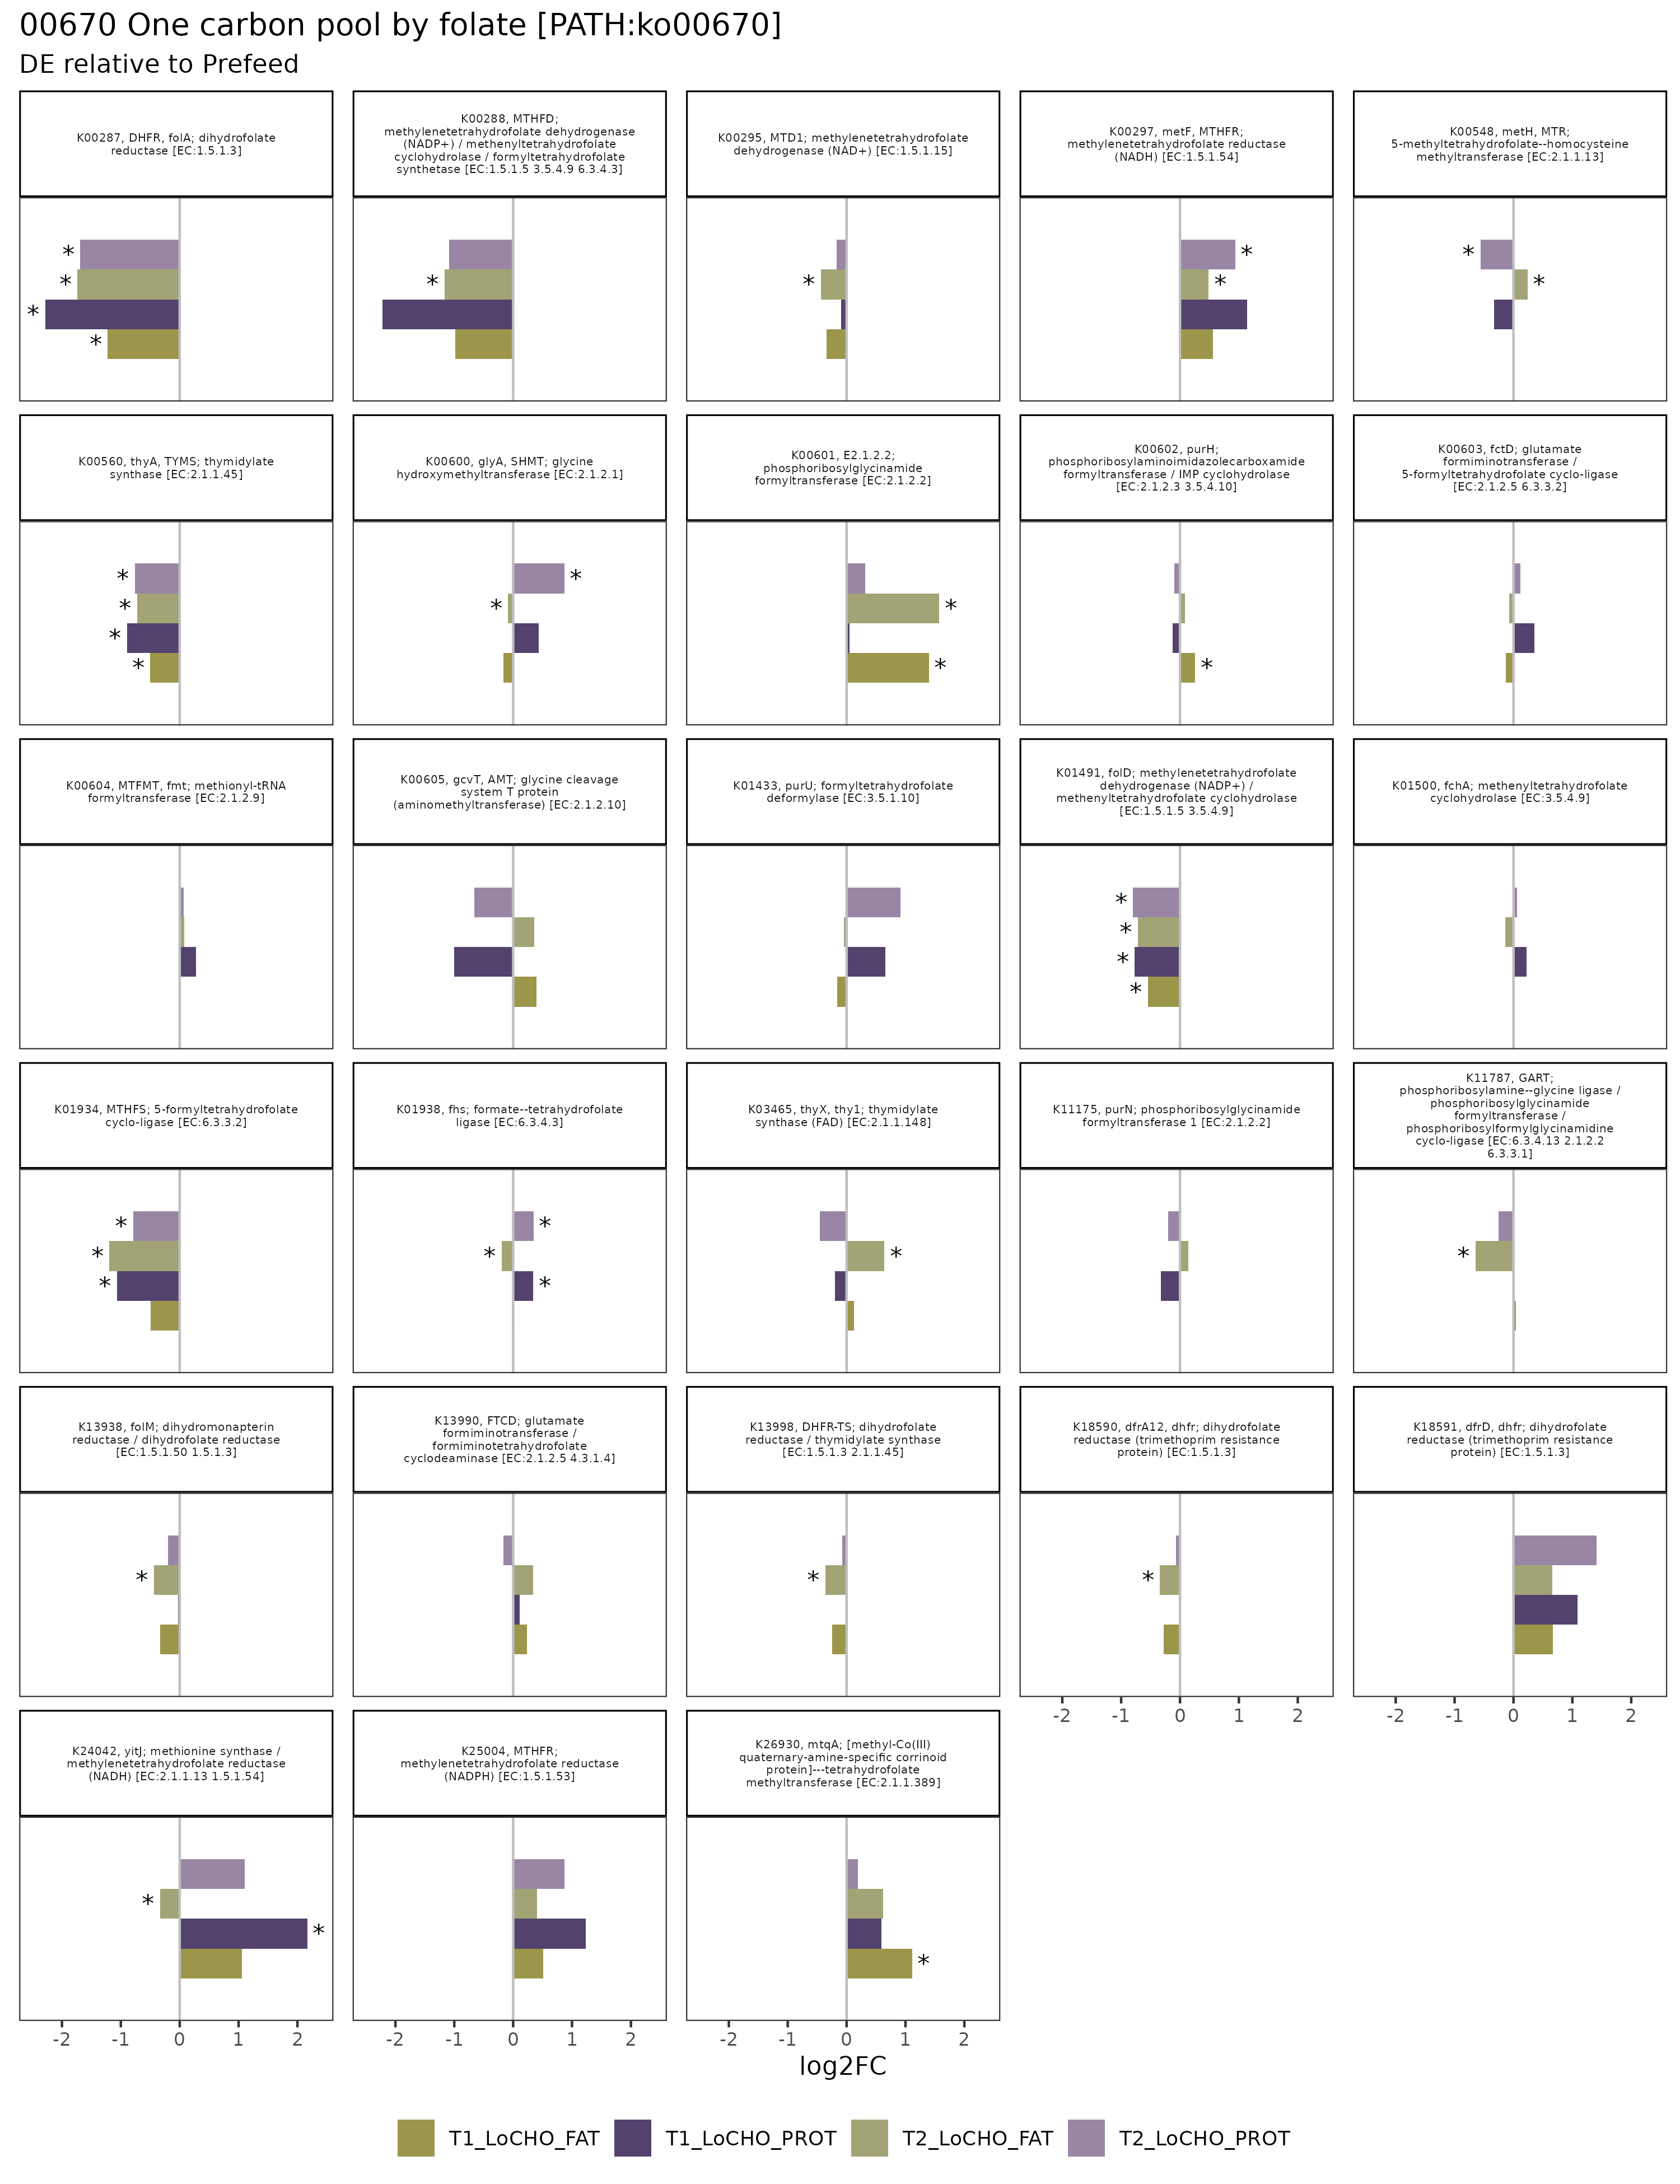 00670 One carbon pool by folate [PATH:ko00670]
DE relative to Prefeed
K00287, DHFR, folA; dihydrofolate
reductase [EC:1.5.1.3]
K00288, MTHFD;
methylenetetrahydrofolate dehydrogenase
(NADP+) / methenyltetrahydrofolate
cyclohydrolase / formyltetrahydrofolate
synthetase [EC:1.5.1.5 3.5.4.9 6.3.4.3]
K00295, MTD1; methylenetetrahydrofolate
dehydrogenase (NAD+) [EC:1.5.1.15]
K00297, metF, MTHFR;
methylenetetrahydrofolate reductase
(NADH) [EC:1.5.1.54]
K00548, metH, MTR;
5-methyltetrahydrofolate--homocysteine
methyltransferase [EC:2.1.1.13]
* * * *
*
*
* *
* *
K00560, thyA, TYMS; thymidylate
synthase [EC:2.1.1.45]
K00600, glyA, SHMT; glycine
hydroxymethyltransferase [EC:2.1.2.1]
K00601, E2.1.2.2;
phosphoribosylglycinamide
formyltransferase [EC:2.1.2.2]
K00602, purH;
phosphoribosylaminoimidazolecarboxamide
formyltransferase / IMP cyclohydrolase
[EC:2.1.2.3 3.5.4.10]
K00603, fctD; glutamate
formiminotransferase /
5-formyltetrahydrofolate cyclo-ligase
[EC:2.1.2.5 6.3.3.2]
* * * *
* *
* *
*
K00604, MTFMT, fmt; methionyl-tRNA
formyltransferase [EC:2.1.2.9]
K00605, gcvT, AMT; glycine cleavage
system T protein
(aminomethyltransferase) [EC:2.1.2.10]
K01433, purU; formyltetrahydrofolate
deformylase [EC:3.5.1.10]
K01491, folD; methylenetetrahydrofolate
dehydrogenase (NADP+) /
methenyltetrahydrofolate cyclohydrolase
[EC:1.5.1.5 3.5.4.9]
K01500, fchA; methenyltetrahydrofolate
cyclohydrolase [EC:3.5.4.9]
* * * *
K01934, MTHFS; 5-formyltetrahydrofolate
cyclo-ligase [EC:6.3.3.2]
K01938, fhs; formate--tetrahydrofolate
ligase [EC:6.3.4.3]
K03465, thyX, thy1; thymidylate
synthase (FAD) [EC:2.1.1.148]
K11175, purN; phosphoribosylglycinamide
formyltransferase 1 [EC:2.1.2.2]
K11787, GART;
phosphoribosylamine--glycine ligase /
phosphoribosylglycinamide
formyltransferase /
phosphoribosylformylglycinamidine
cyclo-ligase [EC:6.3.4.13 2.1.2.2
6.3.3.1]
* * *
* * *
*
*
K13938, folM; dihydromonapterin
reductase / dihydrofolate reductase
[EC:1.5.1.50 1.5.1.3]
K13990, FTCD; glutamate
formiminotransferase /
formiminotetrahydrofolate
cyclodeaminase [EC:2.1.2.5 4.3.1.4]
K13998, DHFR-TS; dihydrofolate
reductase / thymidylate synthase
[EC:1.5.1.3 2.1.1.45]
K18590, dfrA12, dhfr; dihydrofolate
reductase (trimethoprim resistance
protein) [EC:1.5.1.3]
K18591, dfrD, dhfr; dihydrofolate
reductase (trimethoprim resistance
protein) [EC:1.5.1.3]
*
*
*
-2 -1 0 1 2
-2 -1 0 1 2
K24042, yitJ; methionine synthase /
methylenetetrahydrofolate reductase
(NADH) [EC:2.1.1.13 1.5.1.54]
K25004, MTHFR;
methylenetetrahydrofolate reductase
(NADPH) [EC:1.5.1.53]
K26930, mtqA; [methyl-Co(III)
quaternary-amine-specific corrinoid
protein]---tetrahydrofolate
methyltransferase [EC:2.1.1.389]
* *
*
-2 -1 0 1 2
-2 -1 0 1 2
-2 -1 0 1 2
log2FC
T1_LoCHO_FAT T1_LoCHO_PROT T2_LoCHO_FAT T2_LoCHO_PROT